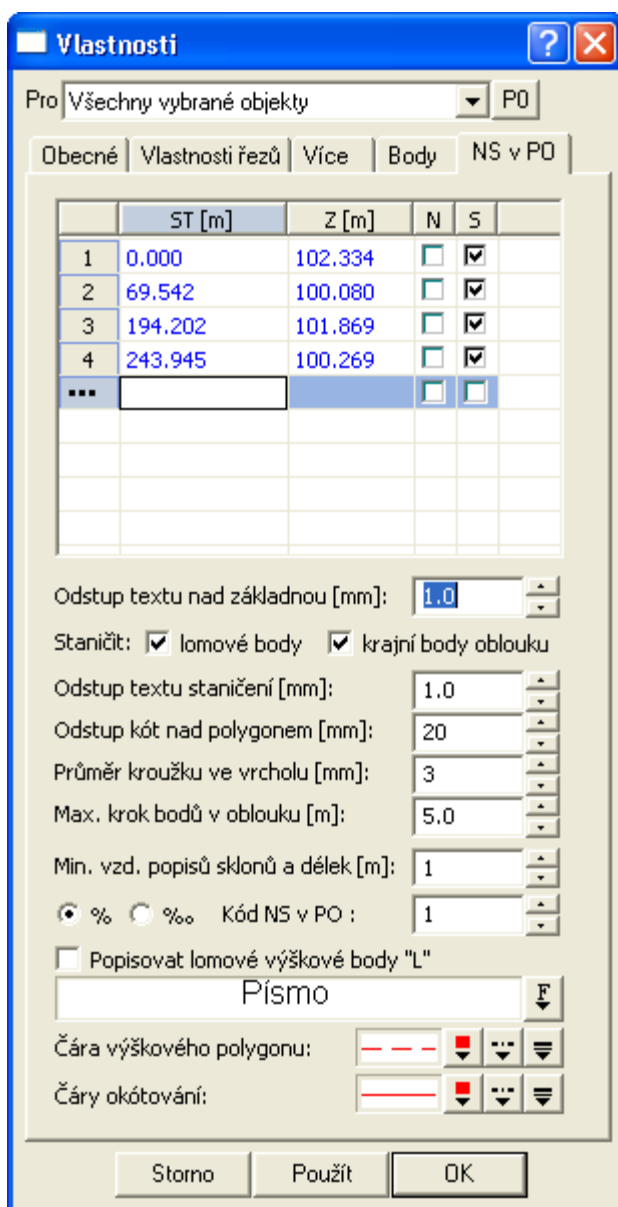 Vlastnosti
Pro Všechny vybrané objekty PO
Obecné Vlastnosti řezů Více Body NS v PO
ST [m] Z [m] N S
1 0.000 102.334
2 69.542 100.080
3 194.202 101.869
4 243.945 100.269
Odstup textu nad základnou [mm]: 1.0
Staničit: lomové body krajní body oblouku
Odstup textu staničení [mm]: 1.0
Odstup kót nad polygonem [mm]: 20
Průměr kroužku ve vrcholu [mm]: 3
Max. krok bodů v oblouku [m]: 5.0
Min. vzd. popisů sklonů a délek [m]: 1
% ‰ Kód NS v PO : 1
Popisovat lomové výškové body "L"
Písmo F
Čára výškového polygonu:
Čáry okótování:
Storno Použít OK